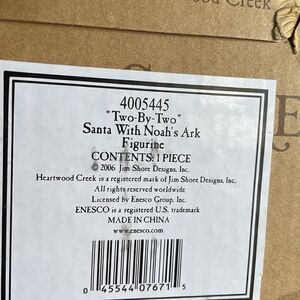 wood Creek
4005445
"Two-By-Two"
Santa With Noah's Ark
Figurine
CONTENTS: 1 PIECE
© 2006 Jim Shore Designs, Inc.
Heartwood Creek is a registered mark of Jim Shore Designs, Inc.
All rights reserved worldwide
Licensed by Enesco Group, Inc.
ENESCO is a registered U.S. trademark
MADE IN CHINA
www.enesco.com
0 45544 07671 5